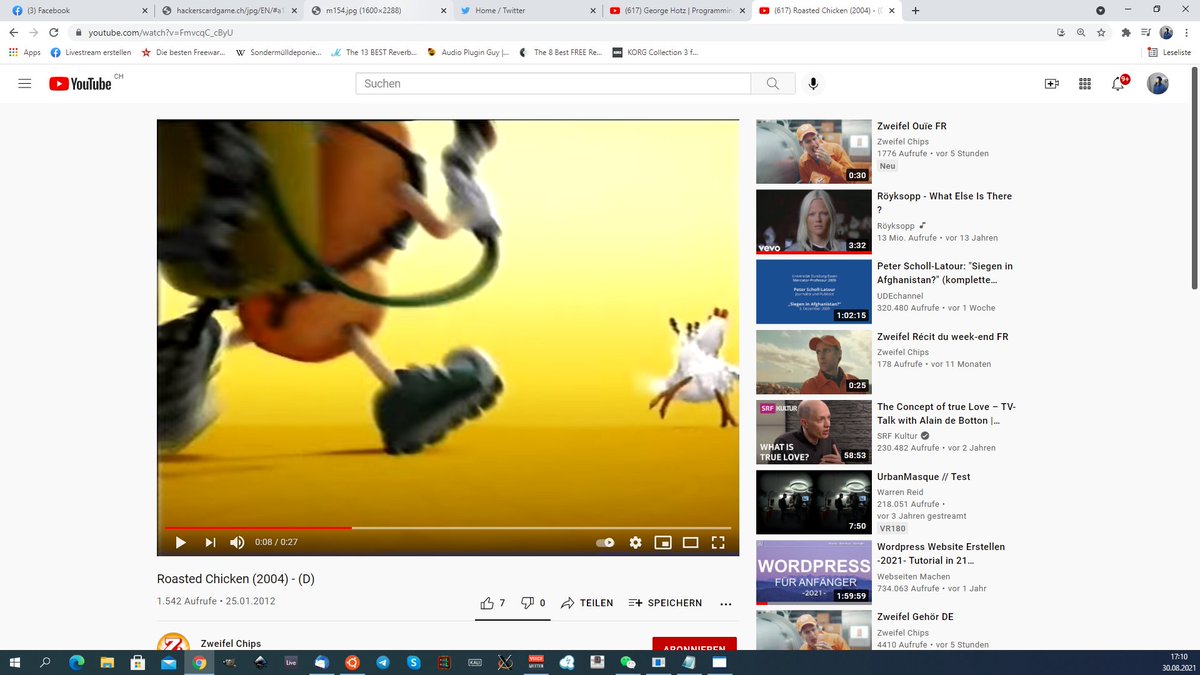 (3) Facebook
hackerscardgame.ch/jpg/EN/#a1
m154.jpg (1600×2288)
Home / Twitter
(617) George Hotz | Programmin
(617) Roasted Chicken (2004) - (D
youtube.com/watch?v=FmvcqC_cByU
Apps
Livestream erstellen
Die besten Freewar...
Sondermülldeponie...
The 13 BEST Reverb...
Audio Plugin Guy |...
The 8 Best FREE Re...
KORG Collection 3 f...
Leseliste
YouTube CH
Suchen
9+
Zweifel Ouïe FR
Zweifel Chips
1776 Aufrufe • vor 5 Stunden
Neu
0:30
Röyksopp - What Else Is There
?
Röyksopp
13 Mio. Aufrufe • vor 13 Jahren
vevo
3:32
Peter Scholl-Latour: "Siegen in
Afghanistan?" (komplette...
UDEchannel
320.480 Aufrufe • vor 1 Woche
Peter Scholl-Latour
„Siegen in Afghanistan?"
1:02:15
Zweifel Récit du week-end FR
Zweifel Chips
178 Aufrufe • vor 11 Monaten
0:25
The Concept of true Love – TV-
Talk with Alain de Botton |...
SRF Kultur
230.482 Aufrufe • vor 2 Jahren
SRF KULTUR
WHAT IS
TRUE LOVE?
58:53
UrbanMasque // Test
Warren Reid
218.051 Aufrufe •
vor 3 Jahren gestreamt
VR180
7:50
Wordpress Website Erstellen
-2021- Tutorial in 21...
Webseiten Machen
734.063 Aufrufe • vor 1 Jahr
WORDPRESS
FÜR ANFÄNGER
-2021-
1:59:59
Zweifel Gehör DE
Zweifel Chips
4410 Aufrufe • vor 5 Stunden
0:08 / 0:27
Roasted Chicken (2004) - (D)
1.542 Aufrufe • 25.01.2012
7
0
TEILEN
SPEICHERN
Zweifel Chips
ABONNIEREN
Live
17:10
30.08.2021